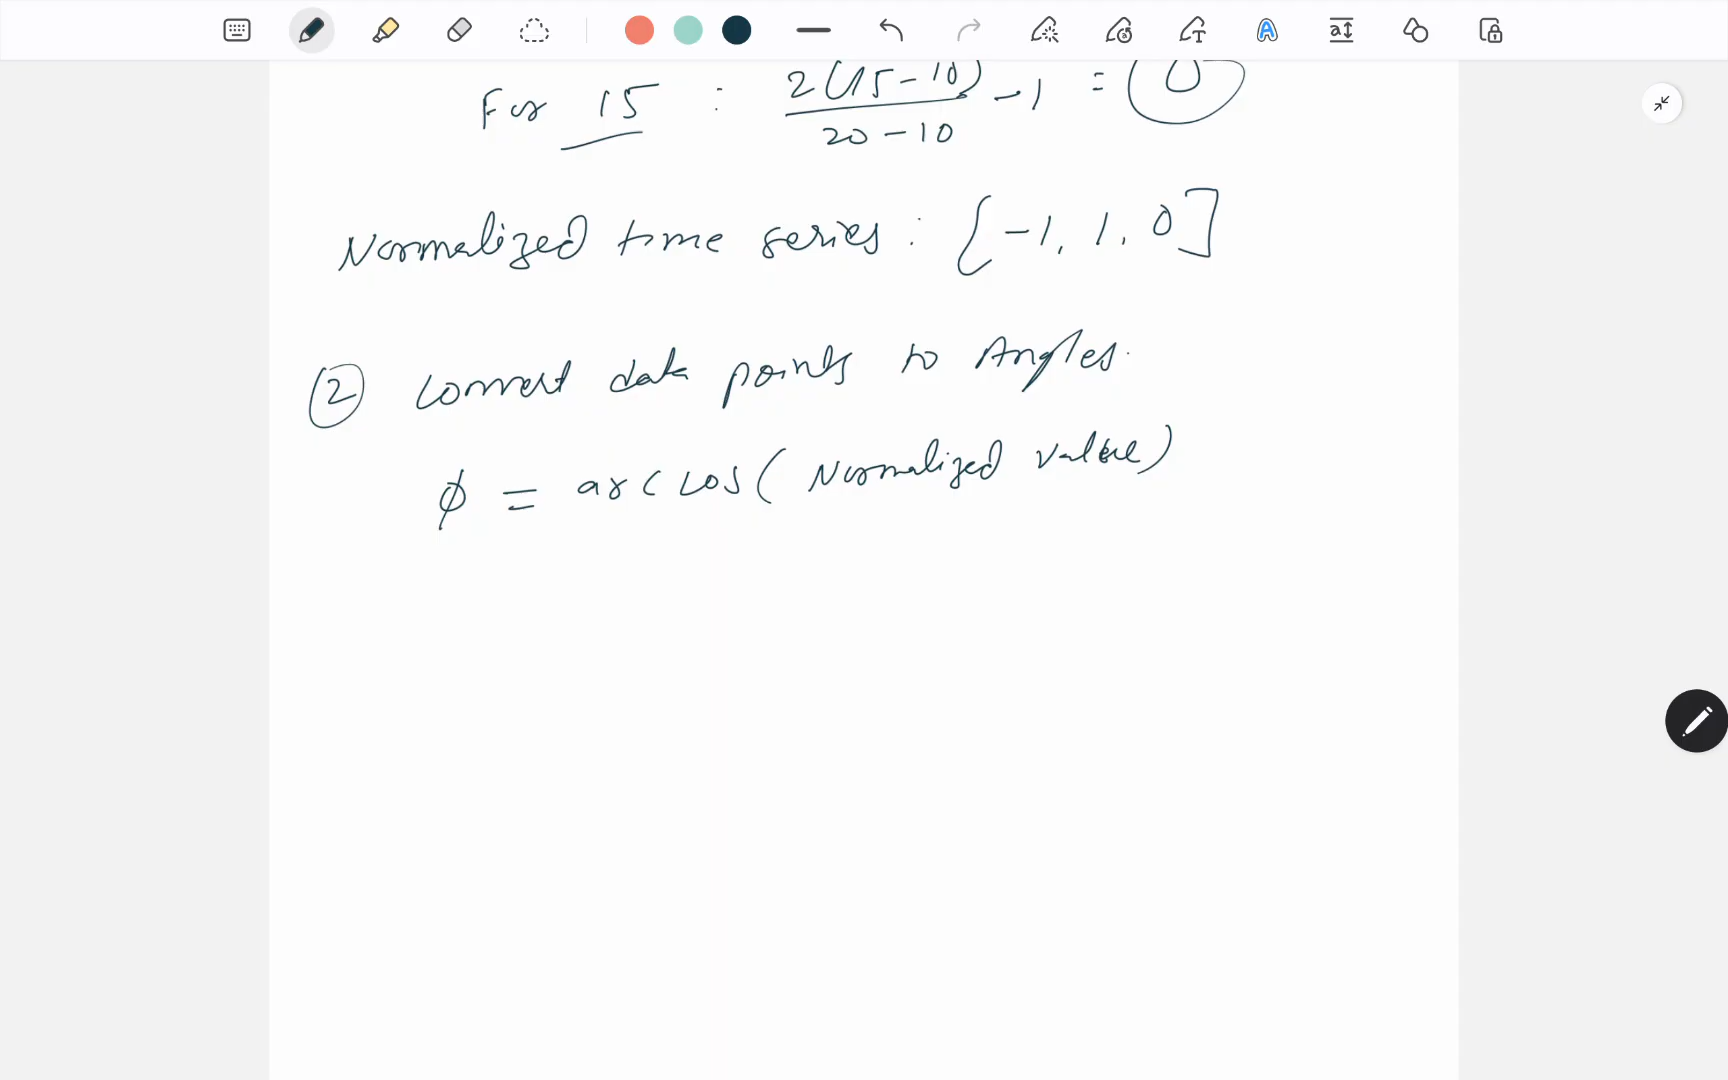 For 15 : 2(15-10) / 20-10 - 1 = 0
Normalized time series : [-1, 1, 0]
② Convert data points to Angles.
ϕ = arc cos( Normalized value)